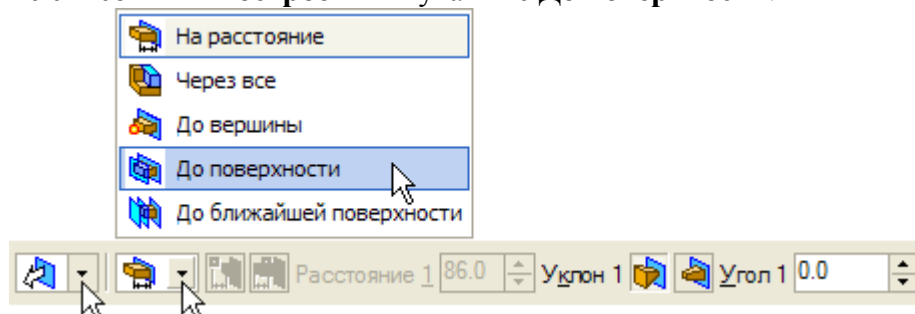 На расстояние
Через все
До вершины
До поверхности
До ближайшей поверхности
Расстояние 1 86.0 Уклон 1 Угол 1 0.0